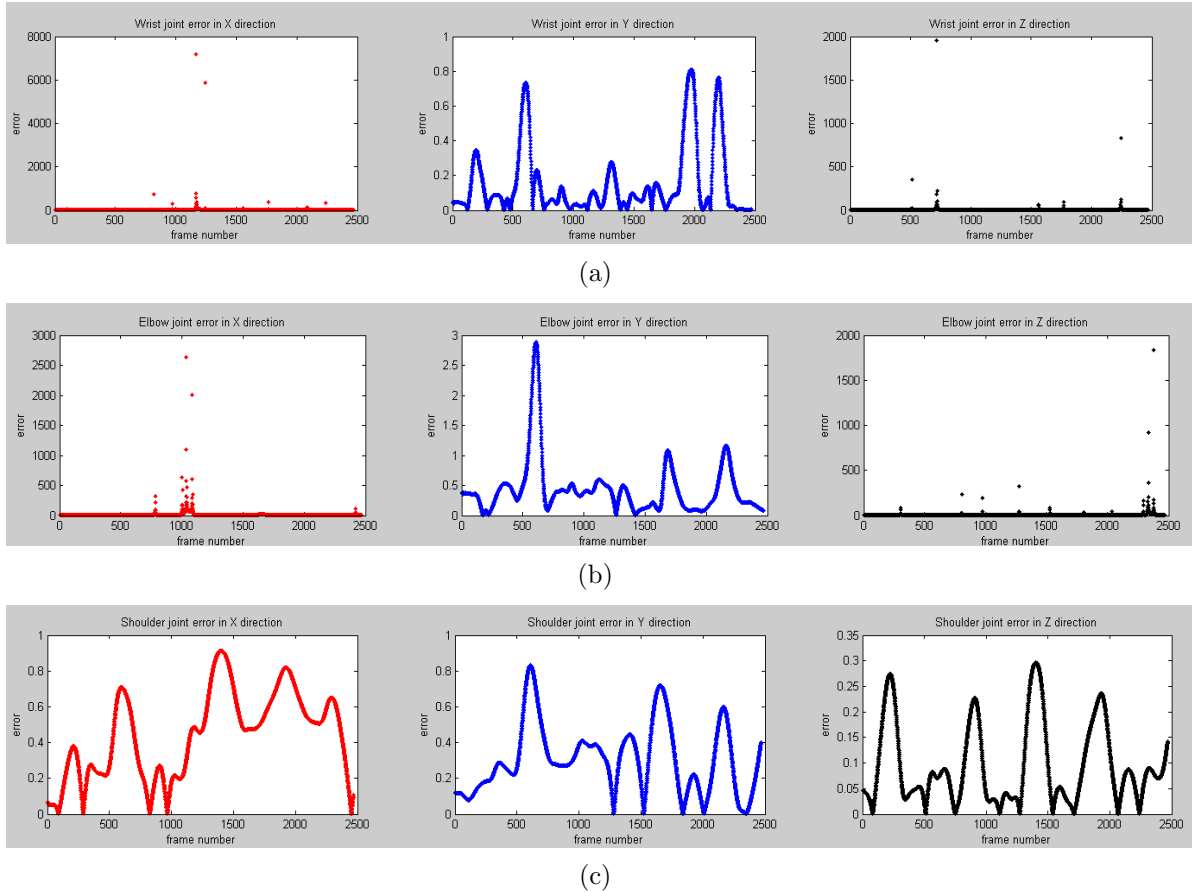 Wrist joint error in X direction
8000
6000
4000
2000
0
error
500 1000 1500 2000 2500
frame number
Wrist joint error in Y direction
1
0.8
0.6
0.4
0.2
0
error
0 500 1000 1500 2000 2500
frame number
Wrist joint error in Z direction
2000
1500
1000
500
0
error
0 500 1000 1500 2000 2500
frame number
(a)
Elbow joint error in X direction
3000
2500
2000
1500
1000
500
0
error
0 500 1000 1500 2000 2500
frame number
Elbow joint error in Y direction
3
2.5
2
1.5
1
0.5
0
error
0 500 1000 1500 2000 2500
frame number
Elbow joint error in Z direction
2000
1500
1000
500
0
error
0 500 1000 1500 2000 2500
frame number
(b)
Shoulder joint error in X direction
1
0.8
0.6
0.4
0.2
0
error
0 500 1000 1500 2000 2500
frame number
Shoulder joint error in Y direction
1
0.8
0.6
0.4
0.2
0
error
0 500 1000 1500 2000 2500
frame number
Shoulder joint error in Z direction
0.35
0.3
0.25
0.2
0.15
0.1
0.05
0
error
0 500 1000 1500 2000 2500
frame number
(c)